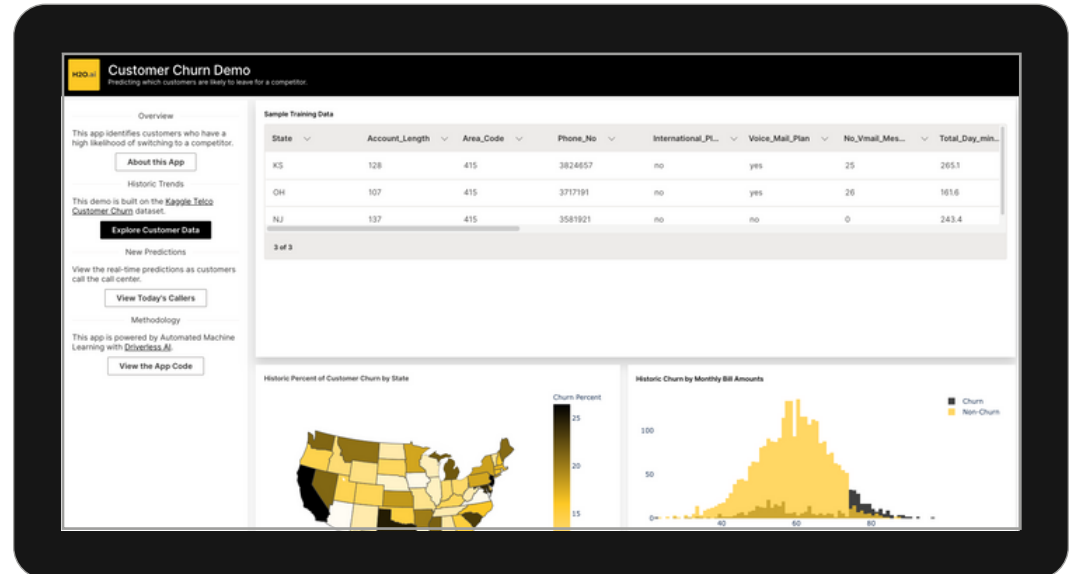 H2O.ai
Customer Churn Demo
Predicting which customers are likely to leave for a competitor.
Overview
This app identifies customers who have a
high likelihood of switching to a competitor.
About this App
Historic Trends
This demo is built on the Kaggle Telco
Customer Churn dataset.
Explore Customer Data
New Predictions
View the real-time predictions as customers
call the call center.
View Today's Callers
Methodology
This app is powered by Automated Machine
Learning with Driverless AI.
View the App Code
Sample Training Data
State Account_Length Area_Code Phone_No International_Pl... Voice_Mail_Plan No_Vmail_Mes... Total_Day_min...
KS 128 415 3824657 no yes 25 265.1
OH 107 415 3717191 no yes 26 161.6
NJ 137 415 3581921 no no 0 243.4
3 of 3
Historic Percent of Customer Churn by State
Churn Percent
25
20
15
Historic Churn by Monthly Bill Amounts
Churn
Non-Churn
100
50
0
40 60 80